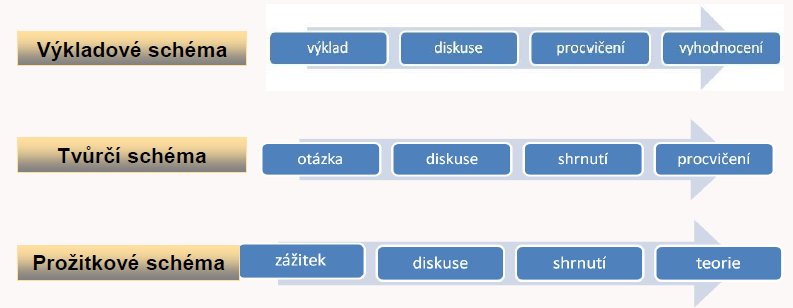 Výkladové schéma
výklad
diskuse
procvičení
vyhodnocení
Tvůrčí schéma
otázka
diskuse
shrnutí
procvičení
Prožitkové schéma
zážitek
diskuse
shrnutí
teorie